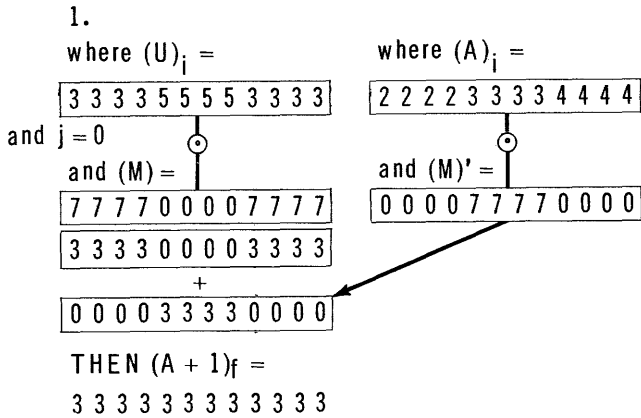 1.
where (U)i = where (A)i =
3 3 3 3 5 5 5 5 3 3 3 3 2 2 2 2 3 3 3 3 4 4 4 4
and j = 0
and (M) = and (M)' =
7 7 7 7 0 0 0 0 7 7 7 7 0 0 0 0 7 7 7 7 0 0 0 0
3 3 3 3 0 0 0 0 3 3 3 3
+
0 0 0 0 3 3 3 3 0 0 0 0
THEN (A + 1)f =
3 3 3 3 3 3 3 3 3 3 3 3